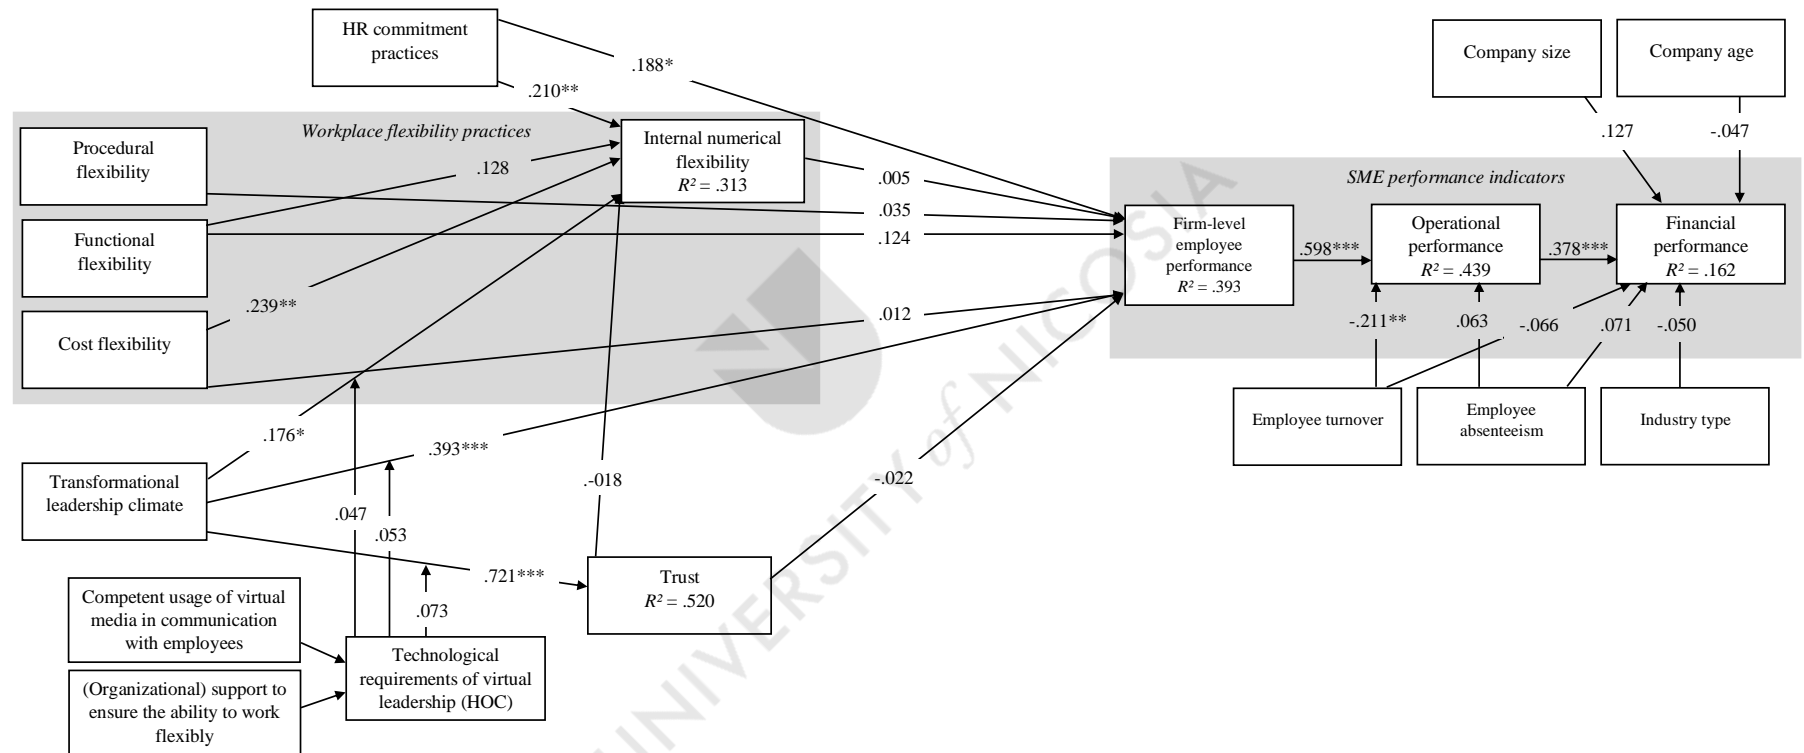 HR commitment
practices
Company size
Company age
.188*
.210**
.127
-.047
Workplace flexibility practices
Procedural
flexibility
.128
Internal numerical
flexibility
R² = .313
.005
.035
.124
SME performance indicators
Functional
flexibility
Firm-level
employee
performance
R² = .393
.598***
Operational
performance
R² = .439
.378***
Financial
performance
R² = .162
.239**
Cost flexibility
.012
-.211**
.063
-.066
.071
-.050
Employee turnover
Employee
absenteeism
Industry type
.176*
.393***
Transformational
leadership climate
.-018
-.022
.047
.053
.721***
Trust
R² = .520
.073
Competent usage of virtual
media in communication
with employees
Technological
requirements of virtual
leadership (HOC)
(Organizational) support to
ensure the ability to work
flexibly
UNIVERSITY of NICOSIA